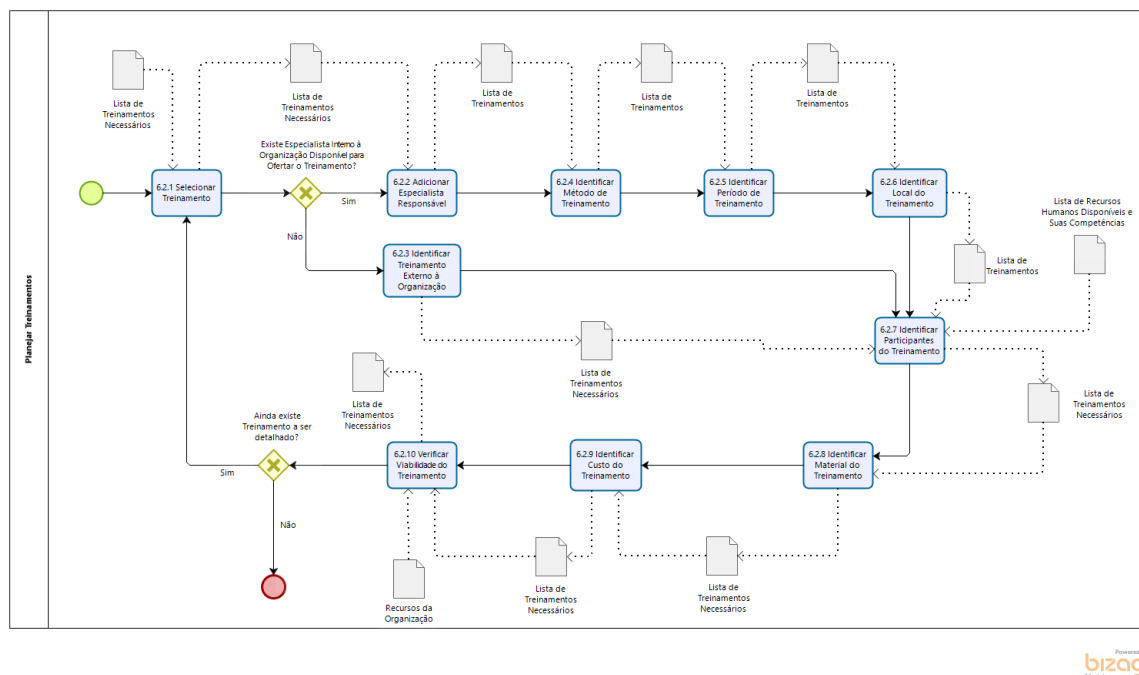 Planejar Treinamentos
Lista de
Treinamentos
Necessários
Lista de
Treinamentos
Necessários
Lista de
Treinamentos
Lista de
Treinamentos
Lista de
Treinamentos
Existe Especialista Interno à
Organização Disponível para
Ofertar o Treinamento?
6.2.1 Selecionar
Treinamento
Sim
6.2.2 Adicionar
Especialista
Responsável
6.2.4 Identificar
Método de
Treinamento
6.2.5 Identificar
Período de
Treinamento
6.2.6 Identificar
Local do
Treinamento
Lista de Recursos
Humanos Disponíveis e
Suas Competências
Não
6.2.3 Identificar
Treinamento
Externo à
Organização
Lista de
Treinamentos
6.2.7 Identificar
Participantes
do Treinamento
Lista de
Treinamentos
Necessários
Lista de
Treinamentos
Necessários
Lista de
Treinamentos
Necessários
Ainda existe
Treinamento a ser
detalhado?
Sim
6.2.10 Verificar
Viabilidade do
Treinamento
6.2.9 Identificar
Custo do
Treinamento
6.2.8 Identificar
Material do
Treinamento
Não
Recursos da
Organização
Lista de
Treinamentos
Necessários
Lista de
Treinamentos
Necessários
Powered